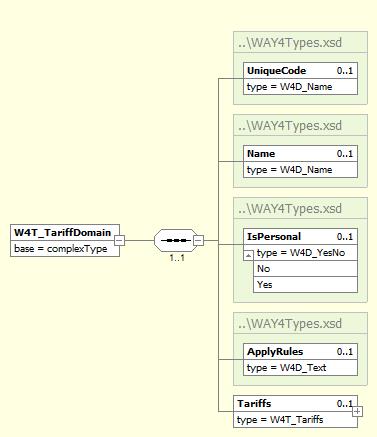 ..\WAY4Types.xsd
UniqueCode 0..1
type = W4D_Name
..\WAY4Types.xsd
Name 0..1
type = W4D_Name
..\WAY4Types.xsd
W4T_TariffDomain
base = complexType
1..1
IsPersonal 0..1
type = W4D_YesNo
No
Yes
..\WAY4Types.xsd
ApplyRules 0..1
type = W4D_Text
Tariffs 0..1
type = W4T_Tariffs